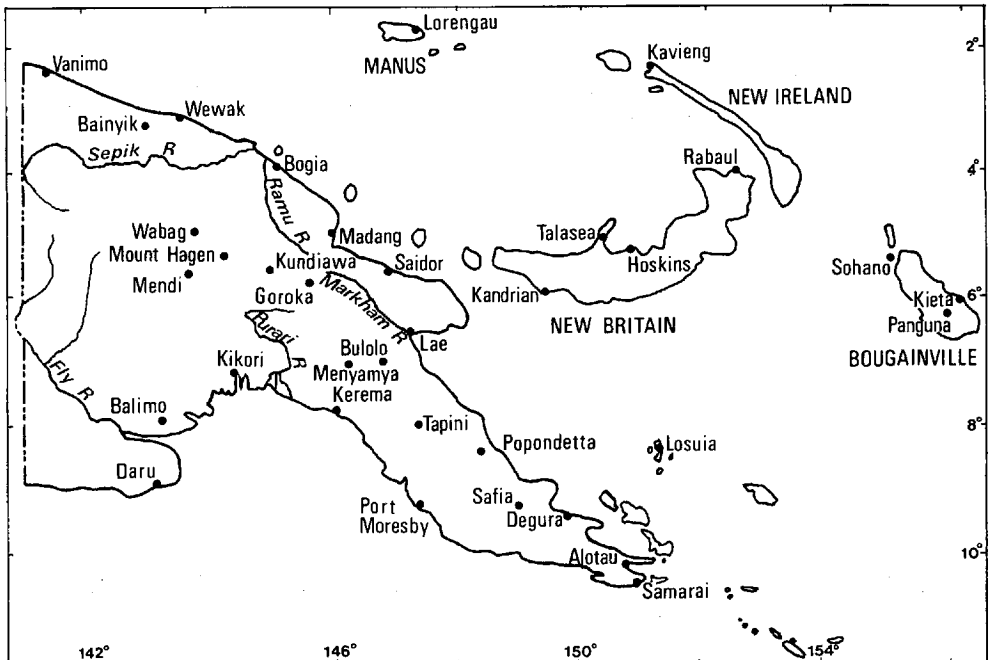 Lorengau
MANUS
Kavieng
2°
Vanimo
Wewak
Bainyik
NEW IRELAND
Sepik R
Bogia
Rabaul
4°
Ramu R
Wabag
Madang
Talasea
Mount Hagen
Kundiawa
Saidor
Hoskins
Sohano
Mendi
Goroka
Markham R
Kandrian
Kieta
6°
Panguna
NEW BRITAIN
Purari R
Lae
BOUGAINVILLE
Bulolo
Kikori
Menyamya
Fly R
Kerema
Balimo
Tapini
Popondetta
Losuia
8°
Daru
Safia
Port
Moresby
Degura
Alotau
10°
Samarai
142°
146°
150°
154°